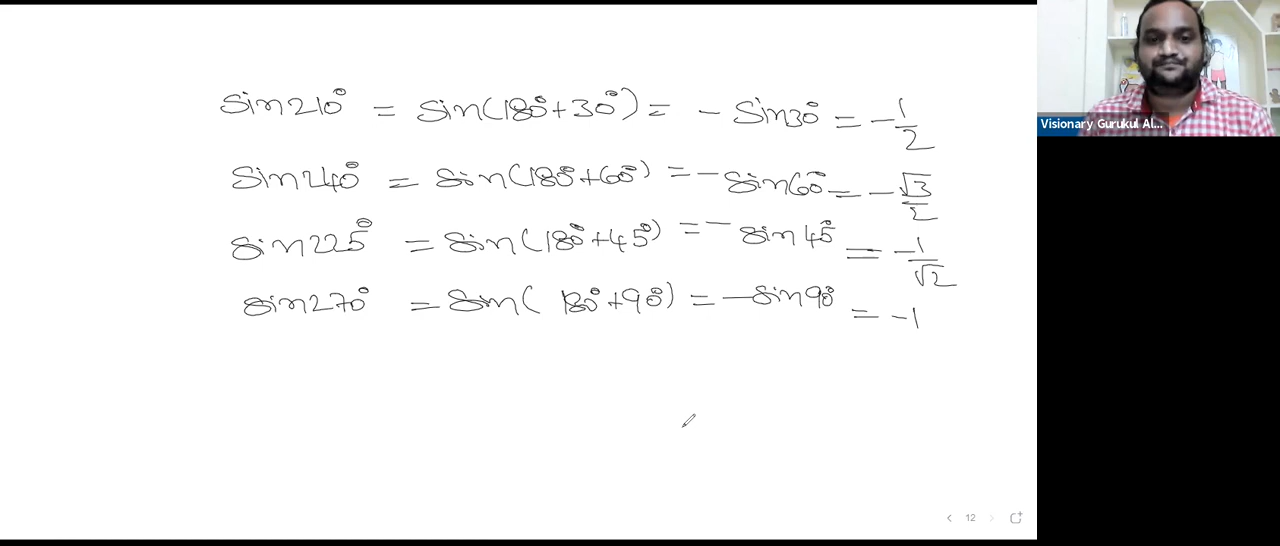 sin210° = sin(180°+30°) = - sin30° = -1/2
sin240° = sin(180°+60°) = - sin60° = -√3/2
sin225° = sin(180°+45°) = - sin45° = -1/√2
sin270° = sin(180°+90°) = - sin90° = -1
Visionary Gurukul Al...
12